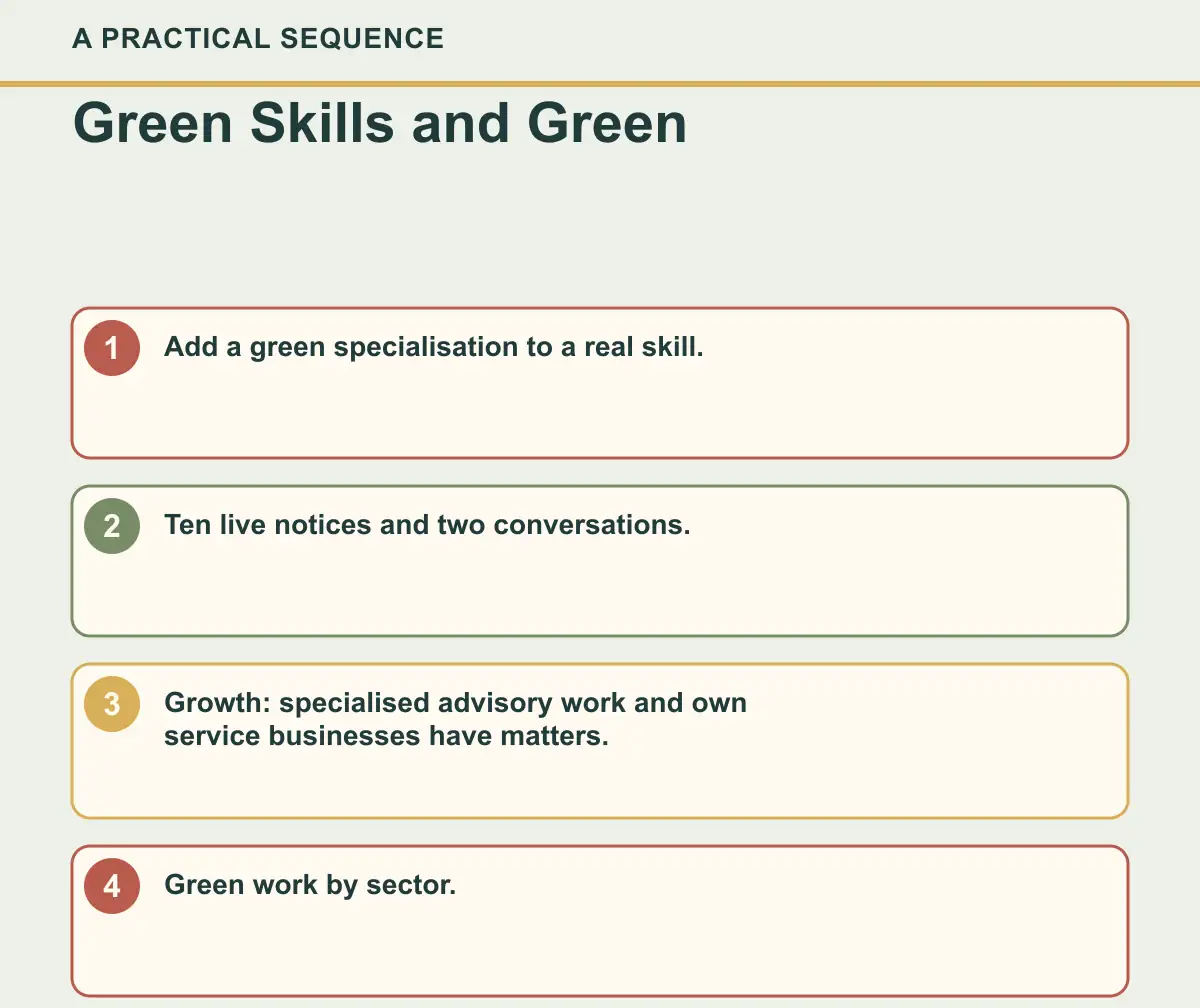 A PRACTICAL SEQUENCE
Green Skills and Green
1
Add a green specialisation to a real skill.
2
Ten live notices and two conversations.
3
Growth: specialised advisory work and own
service businesses have matters.
4
Green work by sector.